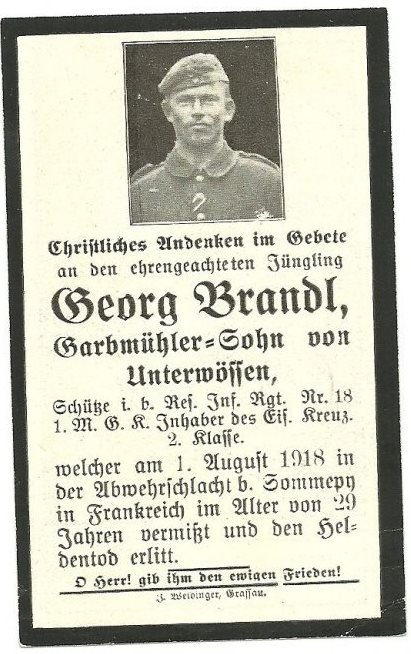 Christliches Andenken im Gebete
an den ehrengeachteten Jüngling
Georg Brandl,
Garbmühler-Sohn von
Unterwössen,
Schütze i. b. Res. Inf. Rgt. Nr. 18
1. M. G. K. Inhaber des Eis. Kreuz.
2. Klasse.
welcher am 1. August 1918 in
der Abwehrschlacht b. Sommepy
in Frankreich im Alter von 29
Jahren vermißt und den Hel-
dentod erlitt.
O Herr! gib ihm den ewigen Frieden!
J. Weidinger, Grassau.